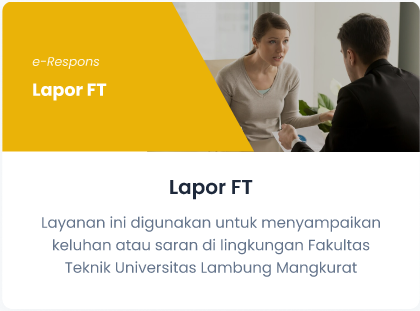 e-Respons
Lapor FT
Lapor FT
Layanan ini digunakan untuk menyampaikan
keluhan atau saran di lingkungan Fakultas
Teknik Universitas Lambung Mangkurat